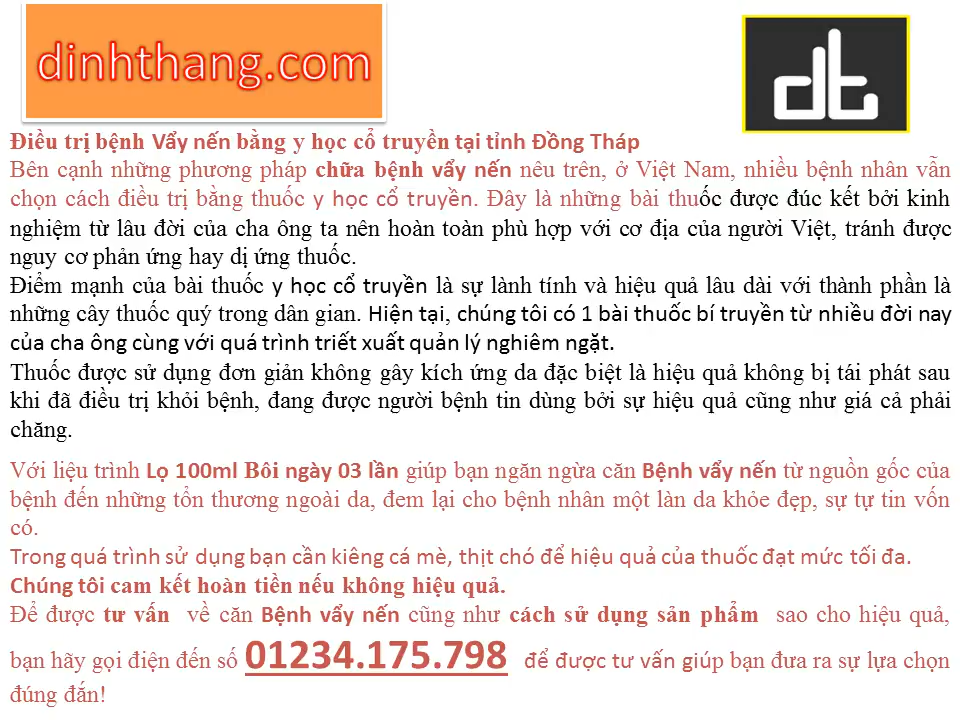 dinhthang.com
dt
Điều trị bệnh Vẩy nến bằng y học cổ truyền tại tỉnh Đồng Tháp
Bên cạnh những phương pháp chữa bệnh vẩy nến nêu trên, ở Việt Nam, nhiều bệnh nhân vẫn
chọn cách điều trị bằng thuốc y học cổ truyền. Đây là những bài thuốc được đúc kết bởi kinh
nghiệm từ lâu đời của cha ông ta nên hoàn toàn phù hợp với cơ địa của người Việt, tránh được
nguy cơ phản ứng hay dị ứng thuốc.
Điểm mạnh của bài thuốc y học cổ truyền là sự lành tính và hiệu quả lâu dài với thành phần là
những cây thuốc quý trong dân gian. Hiện tại, chúng tôi có 1 bài thuốc bí truyền từ nhiều đời nay
của cha ông cùng với quá trình triết xuất quản lý nghiêm ngặt.
Thuốc được sử dụng đơn giản không gây kích ứng da đặc biệt là hiệu quả không bị tái phát sau
khi đã điều trị khỏi bệnh, đang được người bệnh tin dùng bởi sự hiệu quả cũng như giá cả phải
chăng.
Với liệu trình Lọ 100ml Bôi ngày 03 lần giúp bạn ngăn ngừa căn Bệnh vẩy nến từ nguồn gốc của
bệnh đến những tổn thương ngoài da, đem lại cho bệnh nhân một làn da khỏe đẹp, sự tự tin vốn
có.
Trong quá trình sử dụng bạn cần kiêng cá mè, thịt chó để hiệu quả của thuốc đạt mức tối đa.
Chúng tôi cam kết hoàn tiền nếu không hiệu quả.
Để được tư vấn về căn Bệnh vẩy nến cũng như cách sử dụng sản phẩm sao cho hiệu quả,
bạn hãy gọi điện đến số 01234.175.798 để được tư vấn giúp bạn đưa ra sự lựa chọn
đúng đắn!